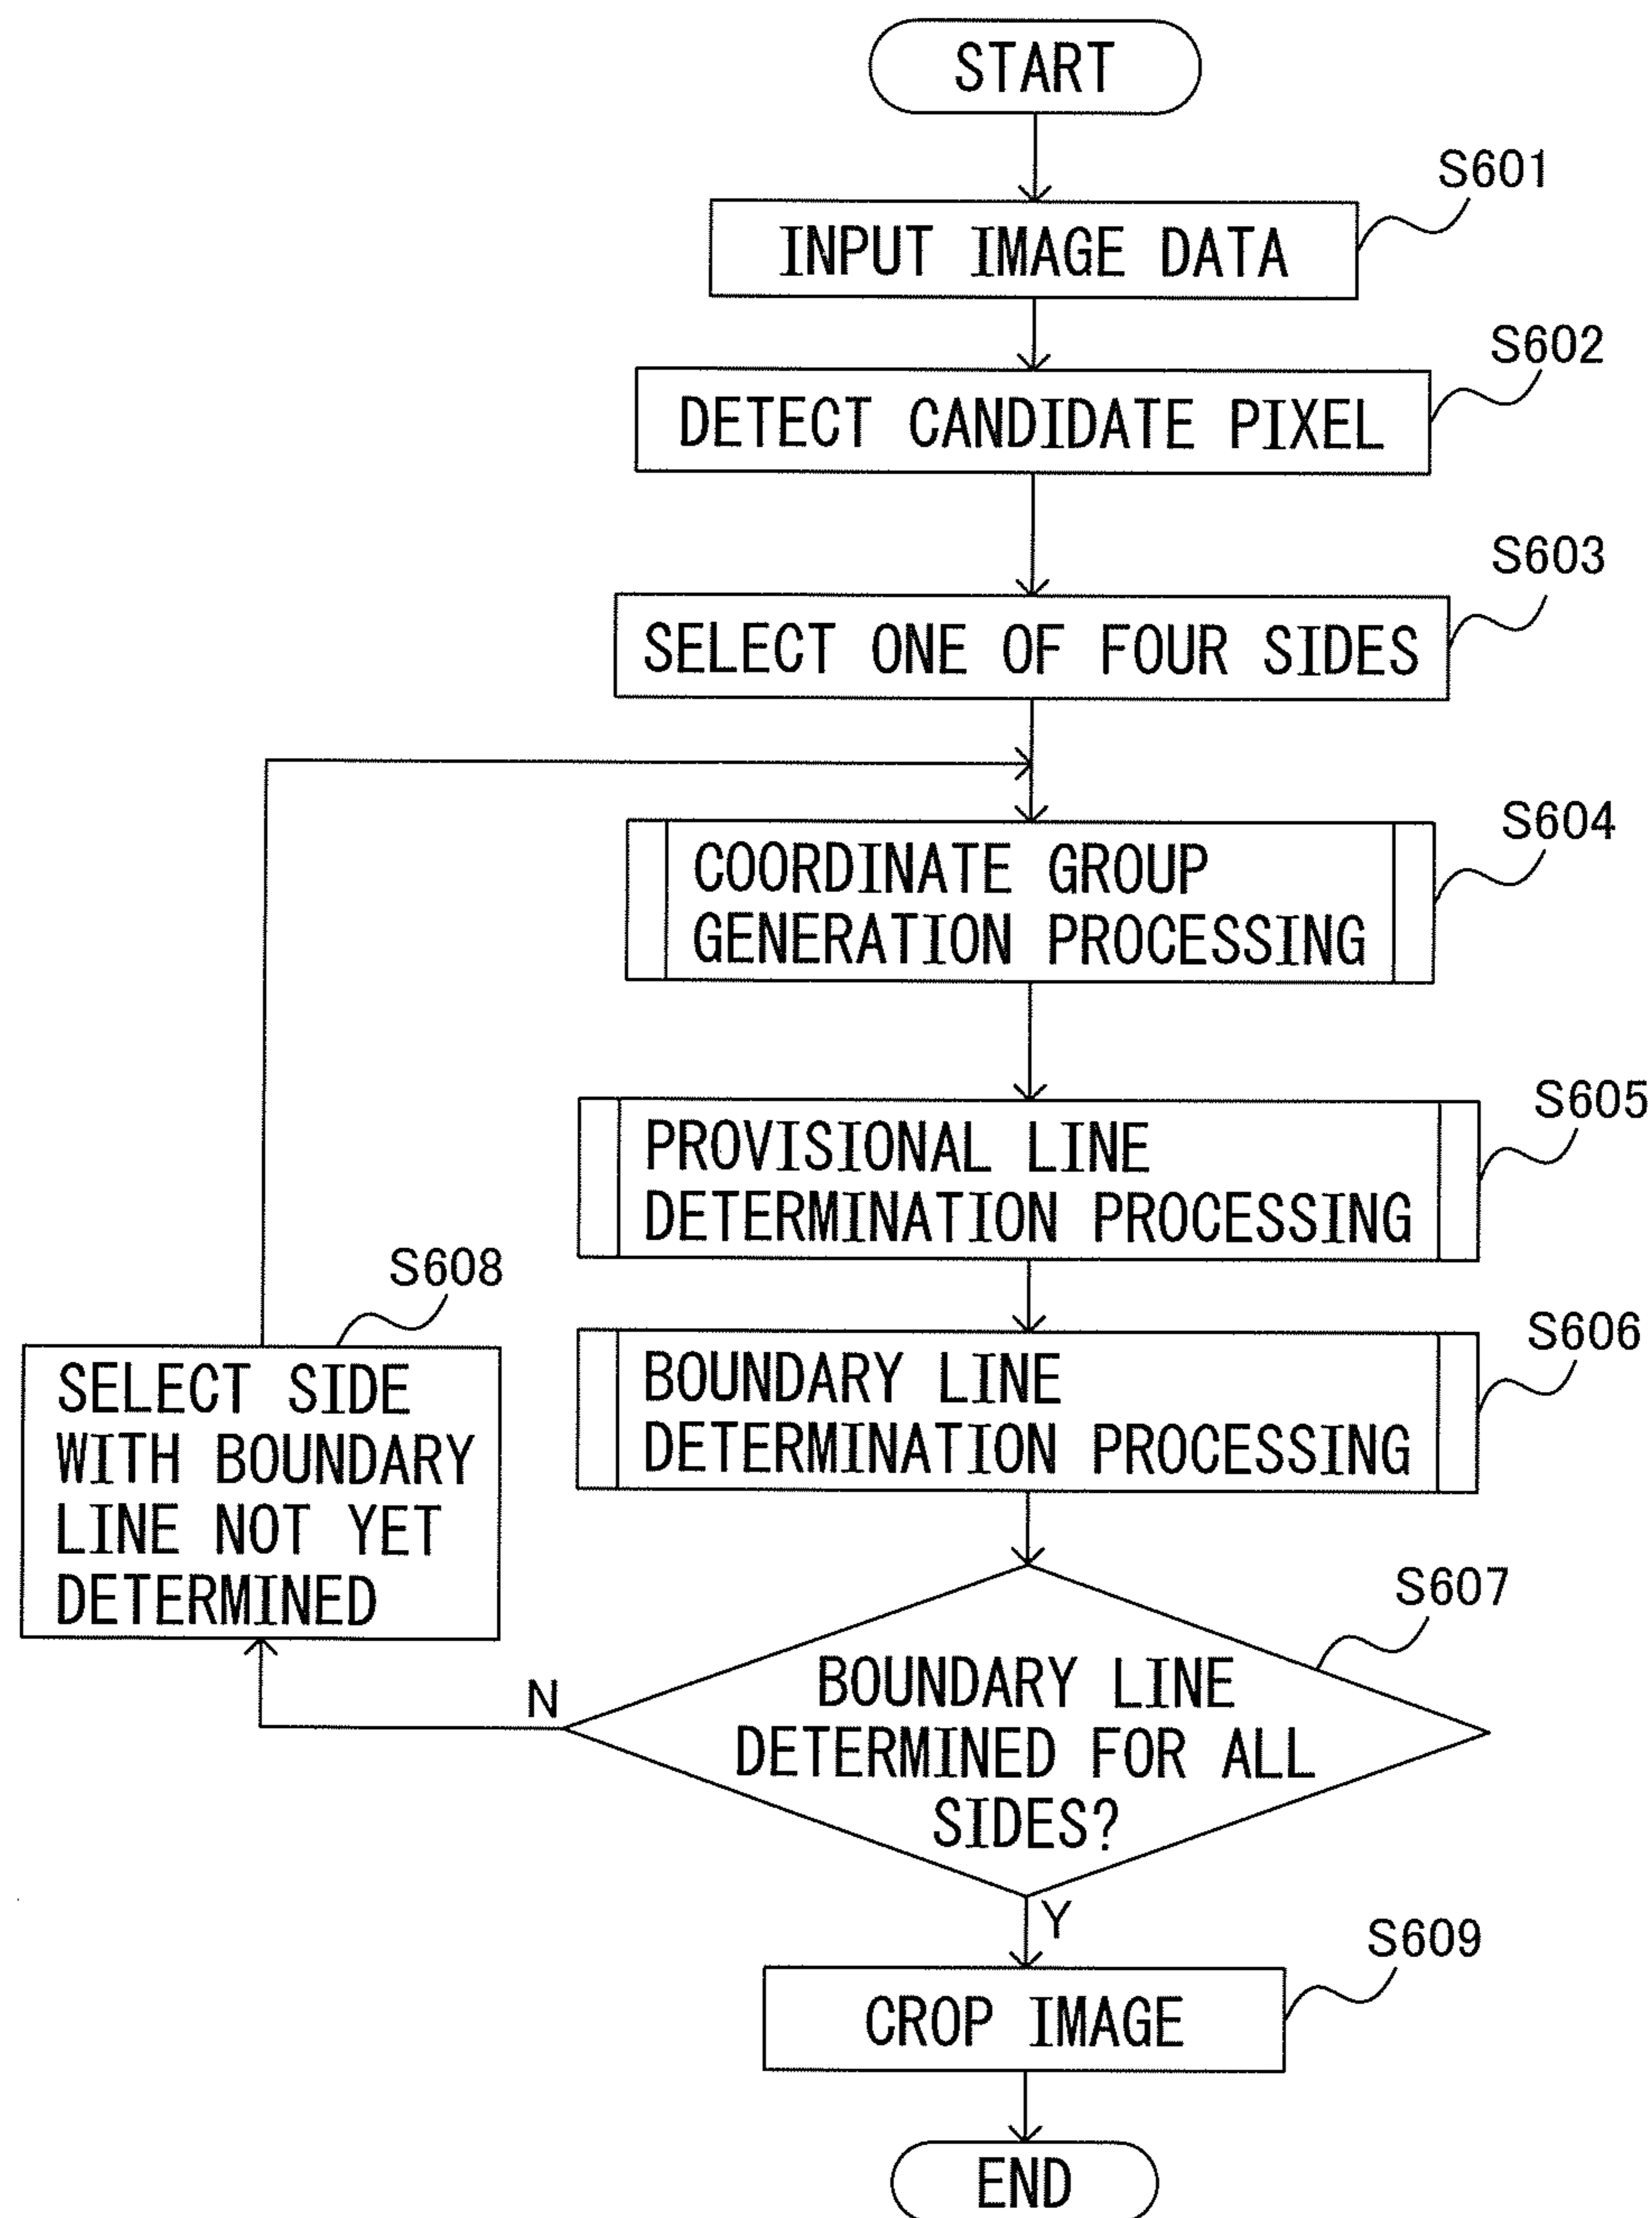 START
S601
INPUT IMAGE DATA
S602
DETECT CANDIDATE PIXEL
S603
SELECT ONE OF FOUR SIDES
S604
COORDINATE GROUP
GENERATION PROCESSING
S605
PROVISIONAL LINE
DETERMINATION PROCESSING
S606
BOUNDARY LINE
DETERMINATION PROCESSING
S608
SELECT SIDE
WITH BOUNDARY
LINE NOT YET
DETERMINED
S607
N
BOUNDARY LINE
DETERMINED FOR ALL
SIDES?
Y
S609
CROP IMAGE
END